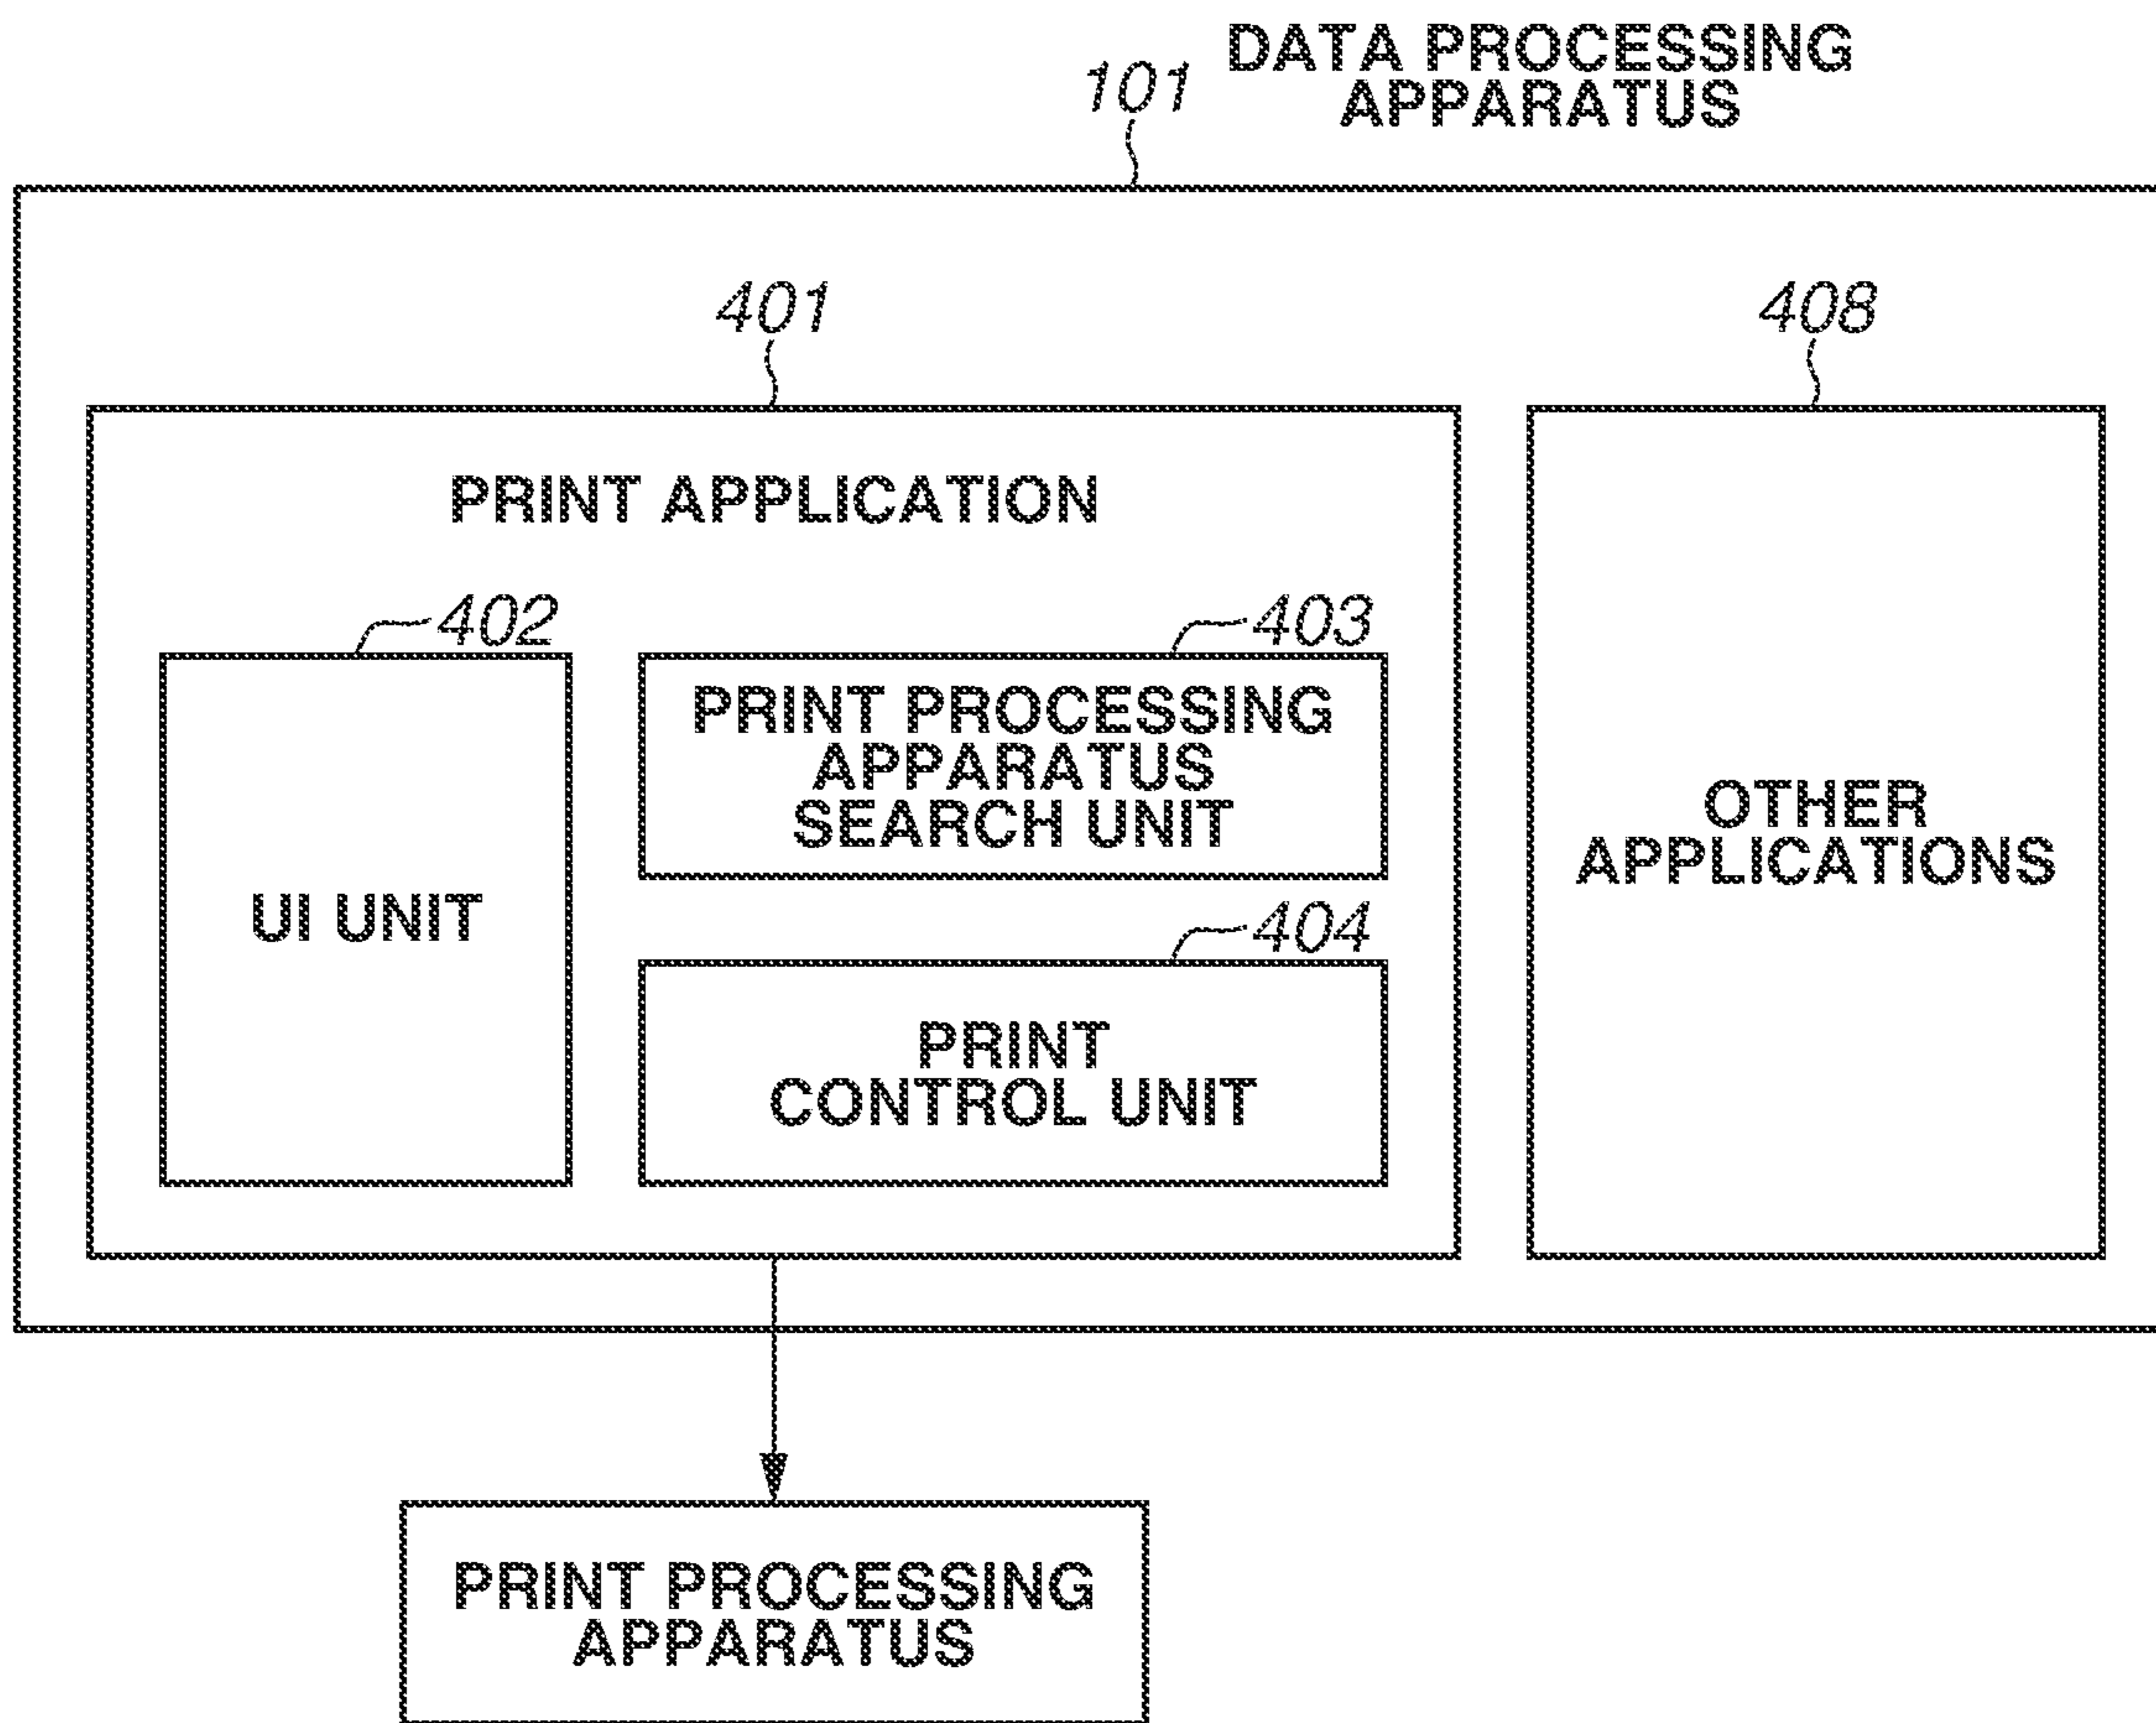 DATA PROCESSING
APPARATUS
101
401
408
PRINT APPLICATION
402
403
UI UNIT
PRINT PROCESSING
APPARATUS
SEARCH UNIT
404
PRINT
CONTROL UNIT
OTHER
APPLICATIONS
PRINT PROCESSING
APPARATUS